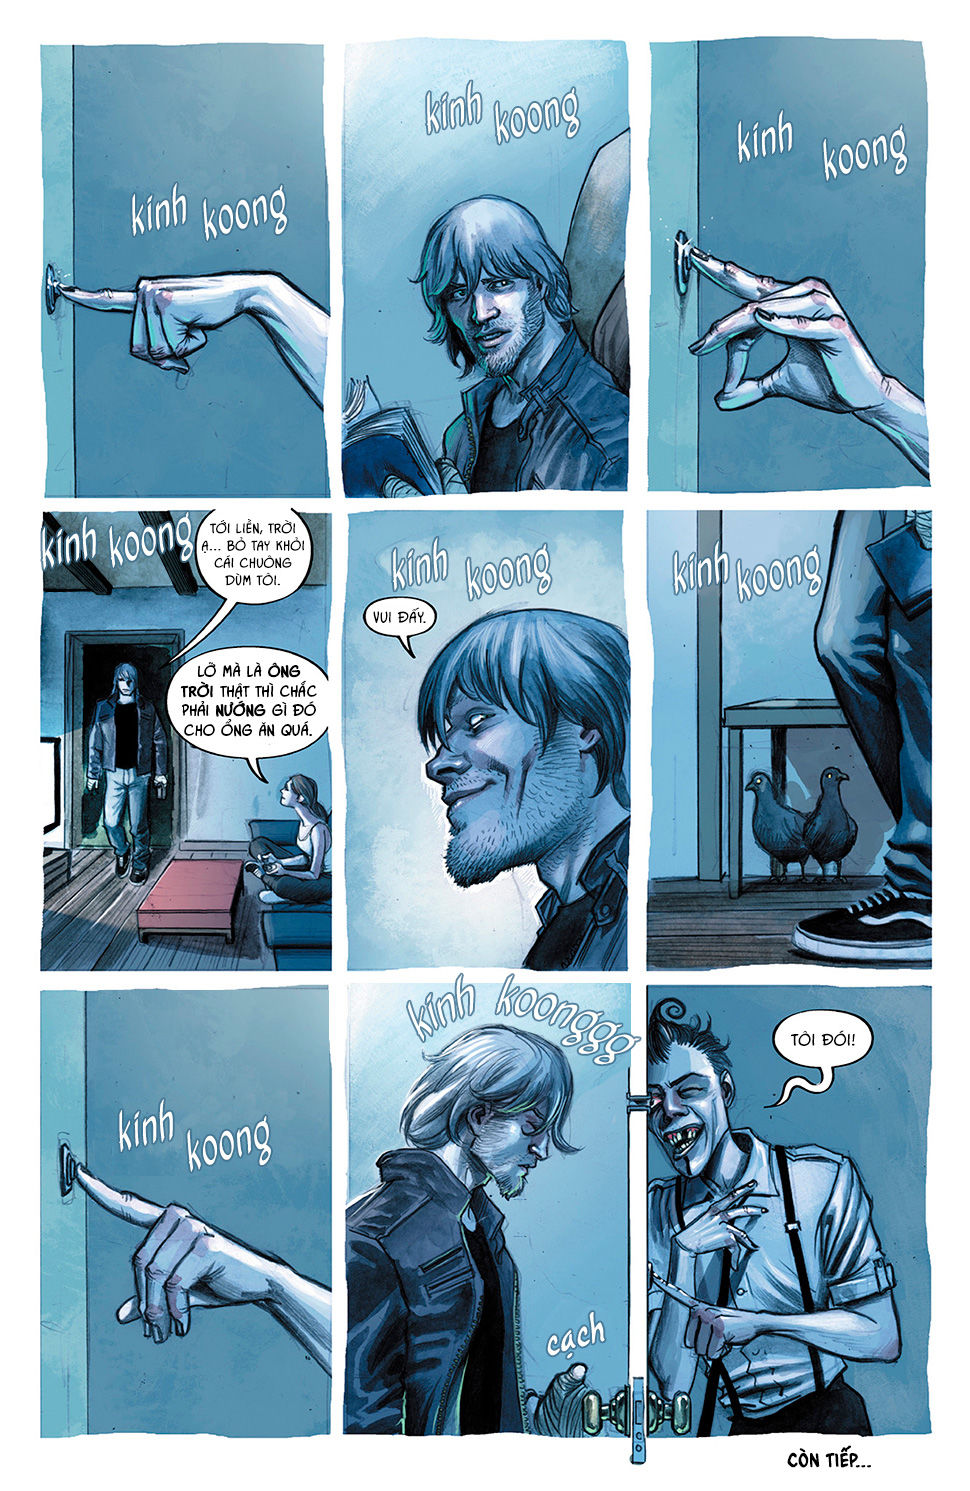 kính koong
kính koong
kính koong
kính koong
TỚI LIỀN, TRỜI
Ạ... BỎ TAY KHỎI
CÁI CHUÔNG
DÙM TÔI.
LỠ MÀ LÀ ÔNG
TRỜI THẬT THÌ CHẮC
PHẢI NƯỚNG GÌ ĐÓ
CHO ỔNG ĂN QUÁ.
kính koong
VUI ĐẤY.
kính koong
kính koong
kính koonggg
cạch
TÔI ĐÓI!
CÒN TIẾP...